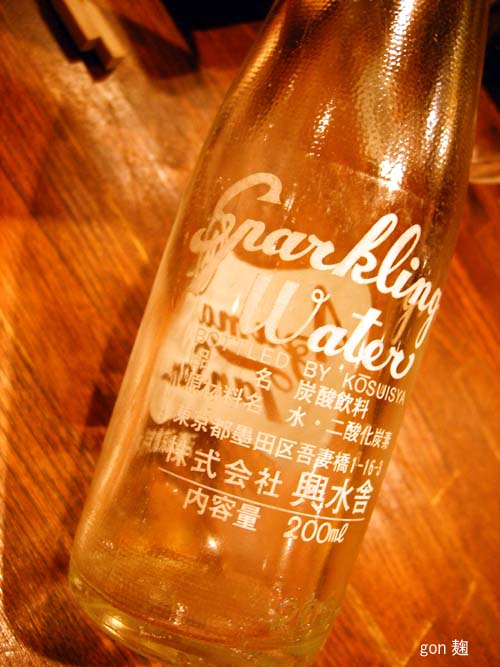 Sparkling
Water
BOTTLED BY KOSUISYA
品名 炭酸飲料
原材料名 水・二酸化炭素
東京都墨田区吾妻橋1-16-
株式会社 興水舎
内容量 200ml
gon 麹